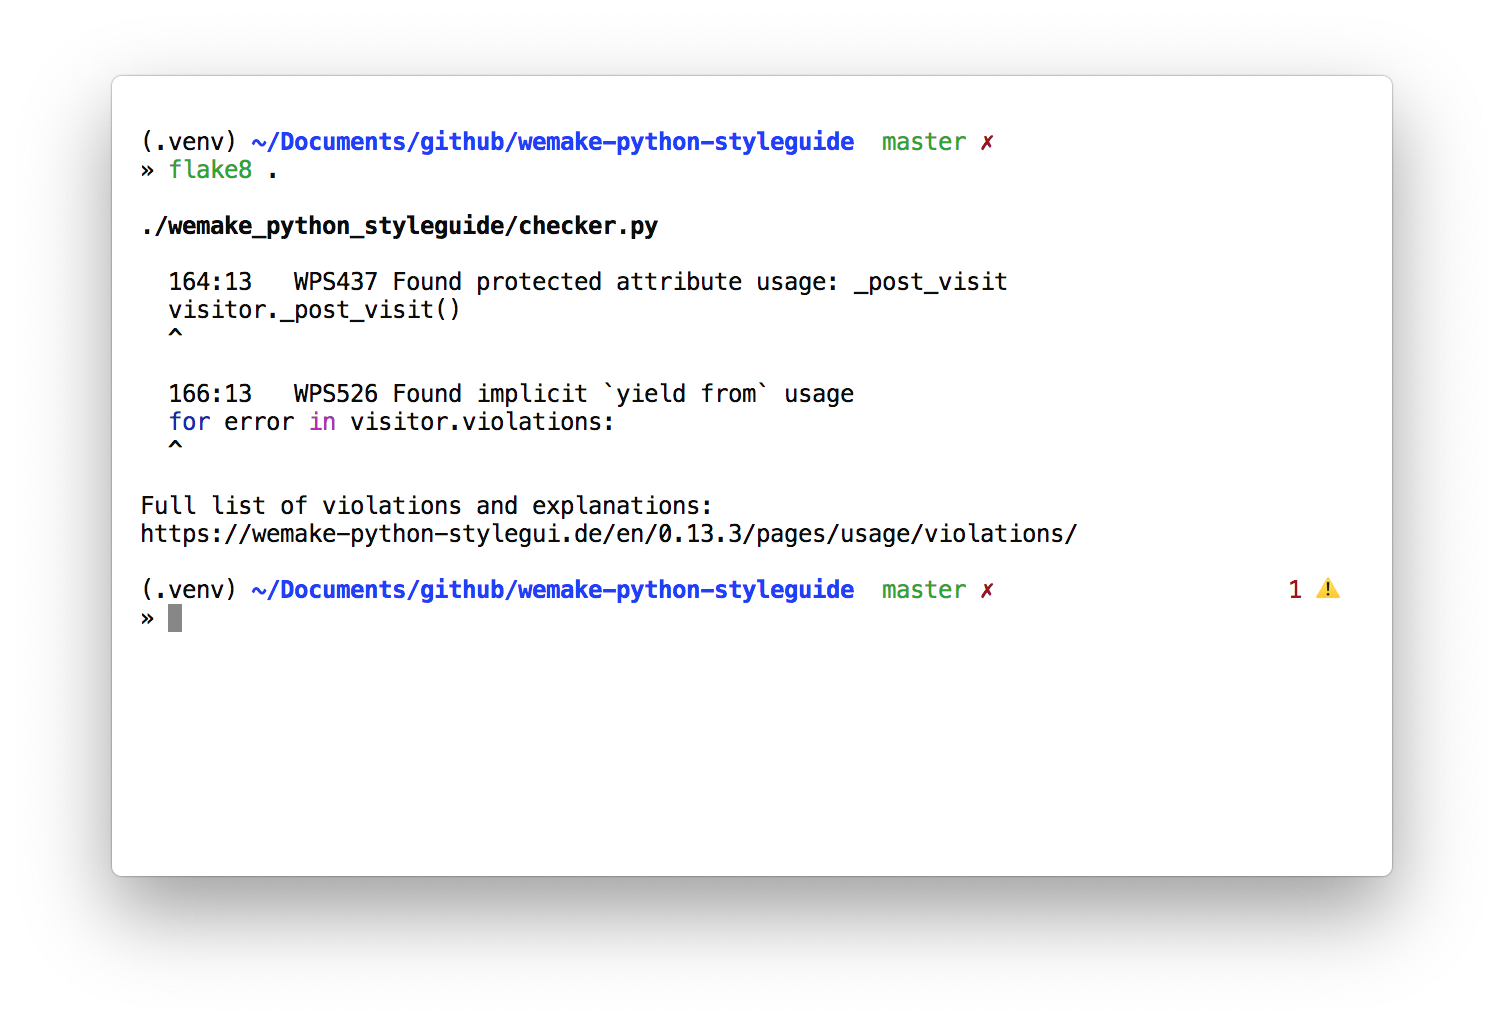 (.venv) ~/Documents/github/wemake-python-styleguide  master ✗
» flake8 .
./wemake_python_styleguide/checker.py
164:13   WPS437 Found protected attribute usage: _post_visit
visitor._post_visit()
^
166:13   WPS526 Found implicit `yield from` usage
for error in visitor.violations:
^
Full list of violations and explanations:
https://wemake-python-stylegui.de/en/0.13.3/pages/usage/violations/
(.venv) ~/Documents/github/wemake-python-styleguide  master ✗ 1 ⚠️
»